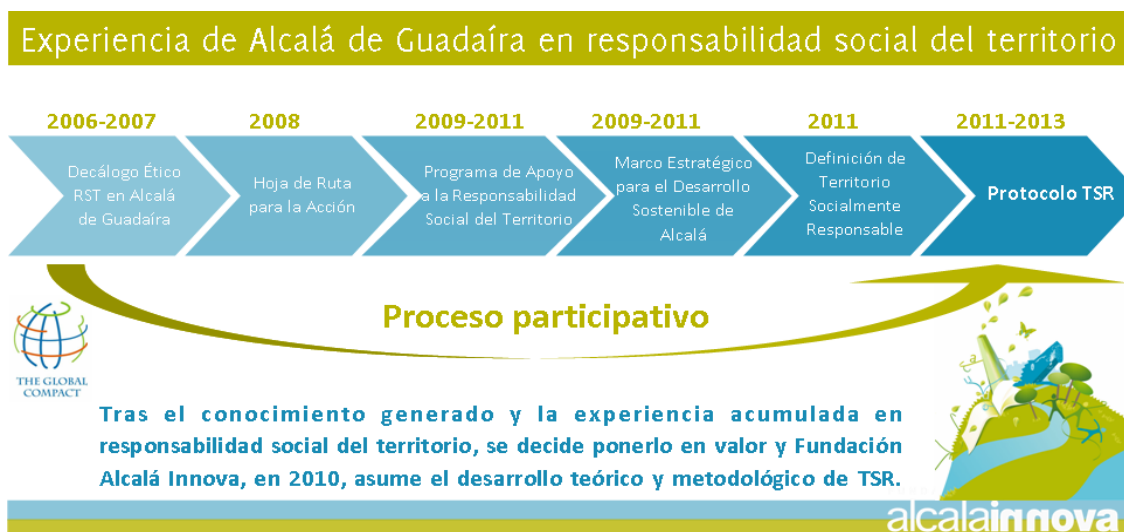 Experiencia de Alcalá de Guadaíra en responsabilidad social del territorio
2006-2007
Decálogo Ético
RST en Alcalá
de Guadaíra
2008
Hoja de Ruta
para la Acción
2009-2011
Programa de Apoyo
a la Responsabilidad
Social del Territorio
2009-2011
Marco Estratégico
para el Desarrollo
Sostenible de
Alcalá
2011
Definición de
Territorio
Socialmente
Responsable
2011-2013
Protocolo TSR
Proceso participativo
THE GLOBAL
COMPACT
Tras el conocimiento generado y la experiencia acumulada en
responsabilidad social del territorio, se decide ponerlo en valor y Fundación
Alcalá Innova, en 2010, asume el desarrollo teórico y metodológico de TSR.
alcalainnova